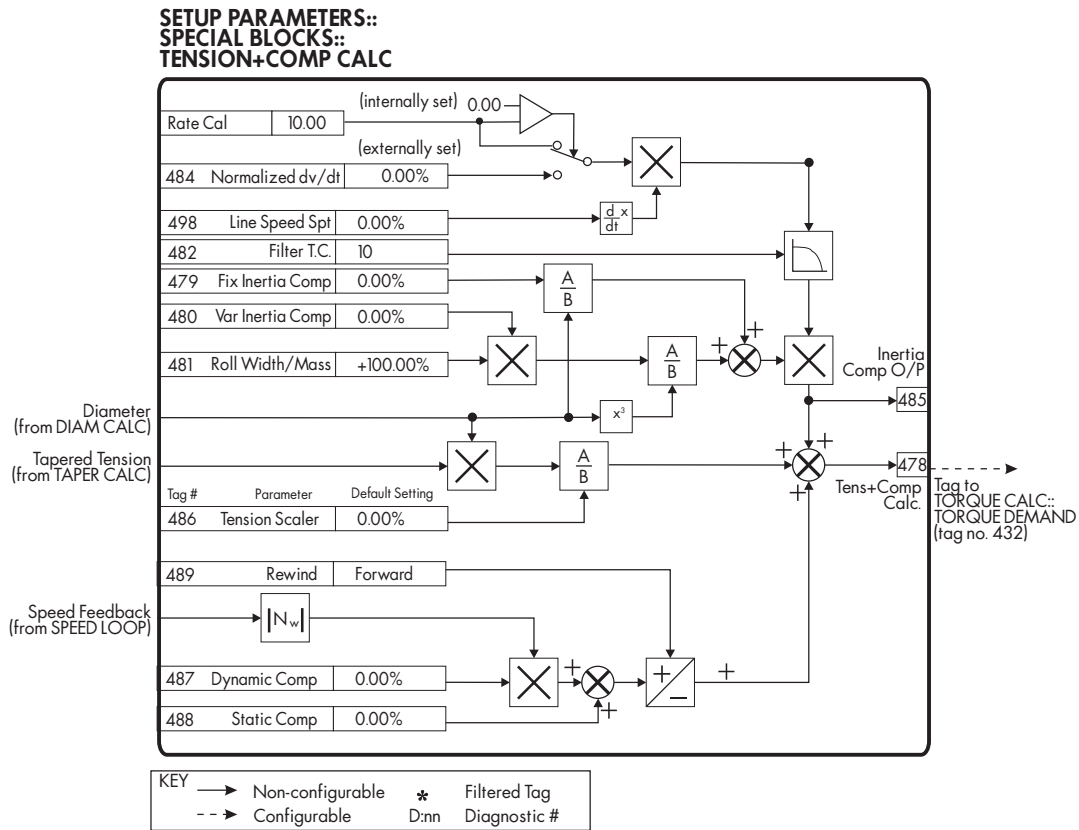 SETUP PARAMETERS::
SPECIAL BLOCKS::
TENSION+COMP CALC
(internally set) 0.00
Rate Cal 10.00
(externally set)
484 Normalized dv/dt 0.00%
498 Line Speed Spt 0.00%
d/dt x
482 Filter T.C. 10
479 Fix Inertia Comp 0.00%
A/B
480 Var Inertia Comp 0.00%
+
481 Roll Width/Mass +100.00%
A/B
+
Inertia
Comp O/P
485
Diameter
(from DIAM CALC)
x³
Tapered Tension
(from TAPER CALC)
A/B
+ +
478
+
Tens+Comp
Calc.
Tag to
TORQUE CALC::
TORQUE DEMAND
(tag no. 432)
Tag # Parameter Default Setting
486 Tension Scaler 0.00%
489 Rewind Forward
Speed Feedback
(from SPEED LOOP)
|Nw|
487 Dynamic Comp 0.00%
+
+
−
+
488 Static Comp 0.00%
+
KEY
Non-configurable * Filtered Tag
Configurable D:nn Diagnostic #